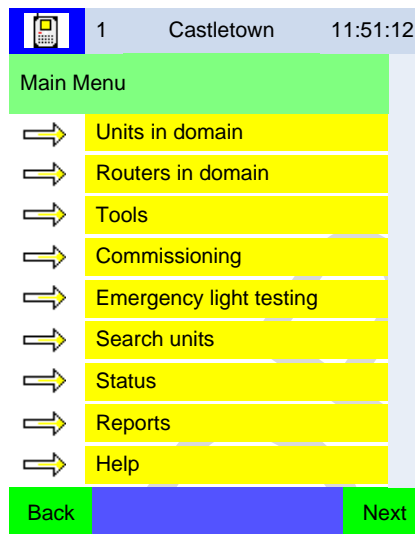 1 Castletown 11:51:12
Main Menu
Units in domain
Routers in domain
Tools
Commissioning
Emergency light testing
Search units
Status
Reports
Help
Back Next